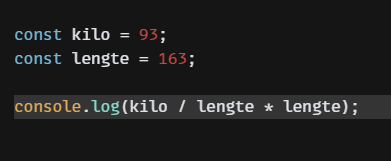 const kilo = 93;
const lengte = 163;
console.log(kilo / lengte * lengte);